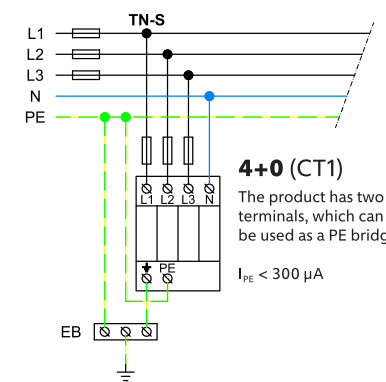 TN-S
L1
L2
L3
N
PE
L1 L2 L3 N
4+0 (CT1)
The product has two
terminals, which can
be used as a PE bridg
PE
I PE < 300 µA
EB